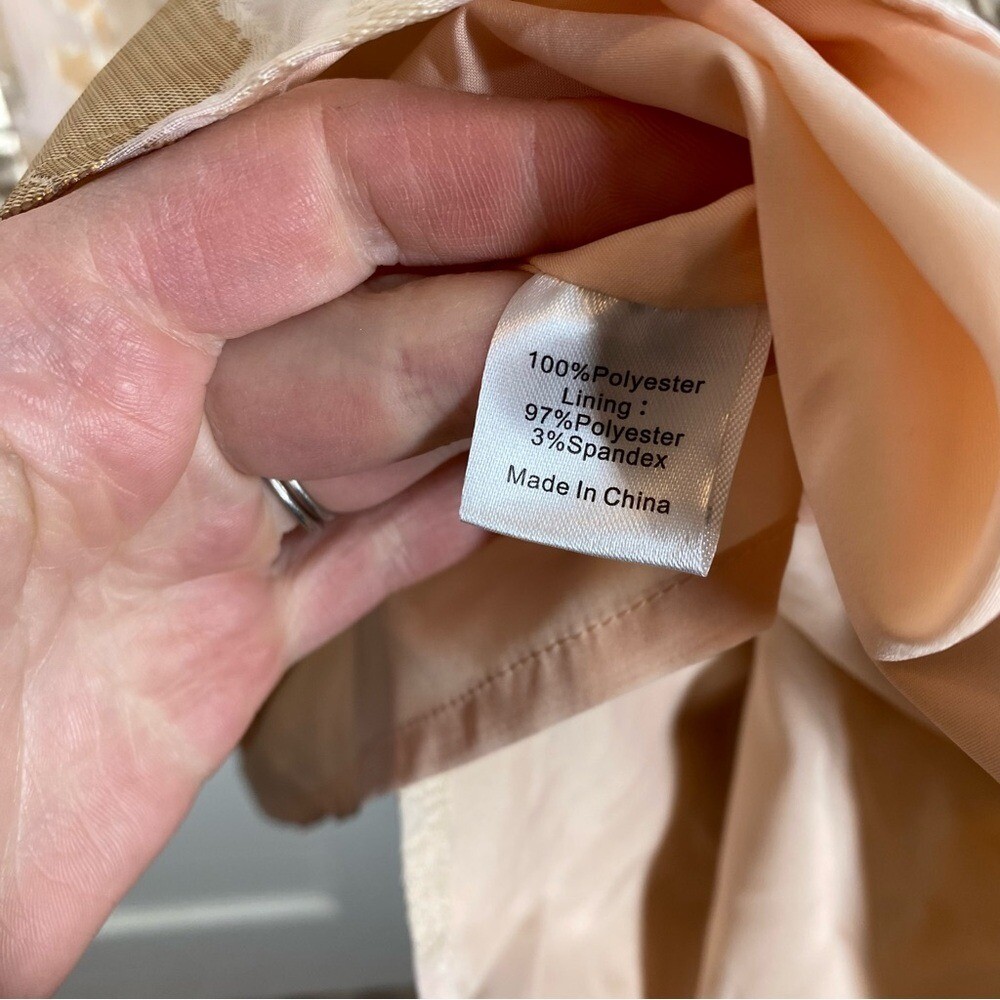 100%Polyester
Lining :
97%Polyester
3%Spandex
Made In China